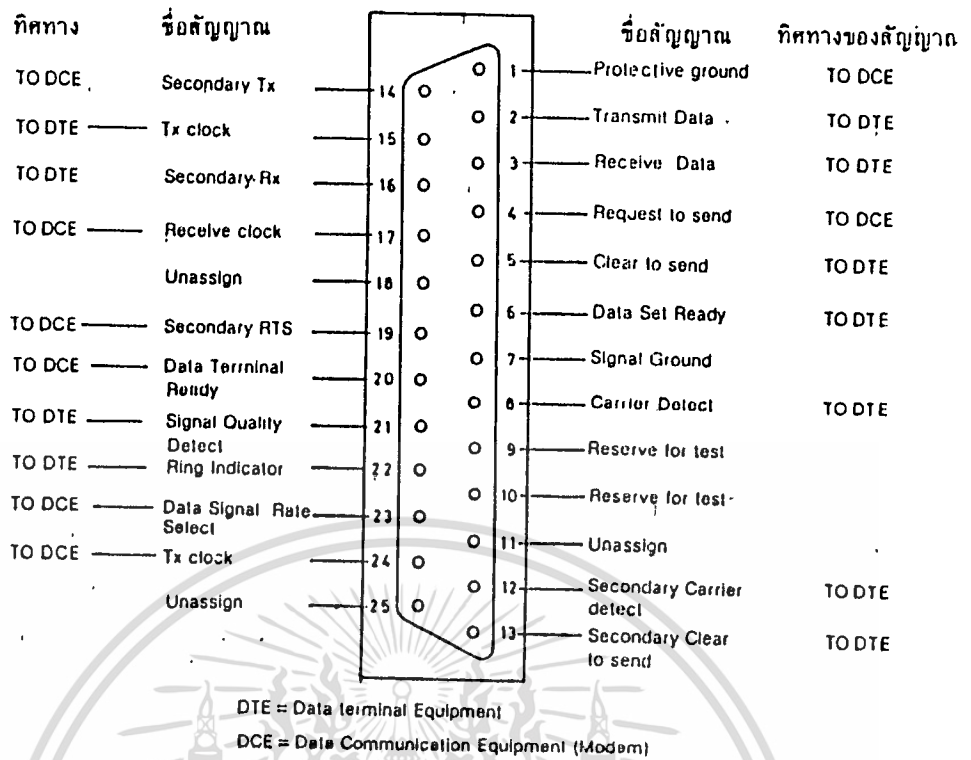 ทิศทาง ชื่อสัญญาณ ชื่อสัญญาณ ทิศทางของสัญญาณ
TO DCE Secondary Tx 14 1 Protective ground TO DCE
TO DTE Tx clock 15 2 Transmit Data TO DTE
TO DTE Secondary Rx 16 3 Receive Data TO DTE
TO DCE Receive clock 17 4 Request to send TO DCE
Unassign 18 5 Clear to send TO DTE
TO DCE Secondary RTS 19 6 Data Set Ready TO DTE
TO DCE Data Terminal 20 7 Signal Ground
Ready
TO DTE Signal Quality 21 8 Carrier Detect TO DTE
Detect
TO DTE Ring Indicator 22 9 Reserve for test
TO DCE Data Signal Rate 23 10 Reserve for test
Select
TO DCE Tx clock 24 11 Unassign
Unassign 25 12 Secondary Carrier TO DTE
detect
13 Secondary Clear TO DTE
to send
DTE = Data terminal Equipment
DCE = Data Communication Equipment (Modem)